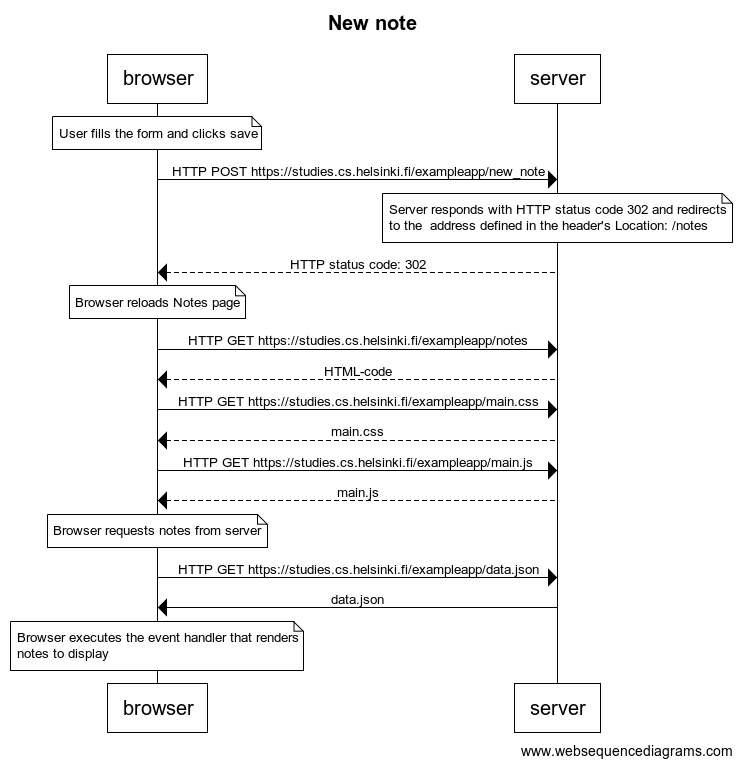 New note
browser
server
User fills the form and clicks save
HTTP POST https://studies.cs.helsinki.fi/exampleapp/new_note
Server responds with HTTP status code 302 and redirects
to the  address defined in the header's Location: /notes
HTTP status code: 302
Browser reloads Notes page
HTTP GET https://studies.cs.helsinki.fi/exampleapp/notes
HTML-code
HTTP GET https://studies.cs.helsinki.fi/exampleapp/main.css
main.css
HTTP GET https://studies.cs.helsinki.fi/exampleapp/main.js
main.js
Browser requests notes from server
HTTP GET https://studies.cs.helsinki.fi/exampleapp/data.json
data.json
Browser executes the event handler that renders
notes to display
browser
server
www.websequencediagrams.com